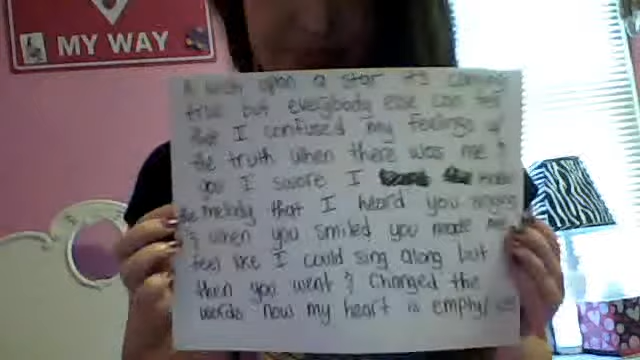 MY WAY
A wish upon a star is coming
true but everybody else can tell
that I confused my feelings w/
the truth when there was me &
you I swore I
the melody that I heard you singing
& when you smiled you made me
feel like I could sing along but
then you went & changed the
words now my heart is empty